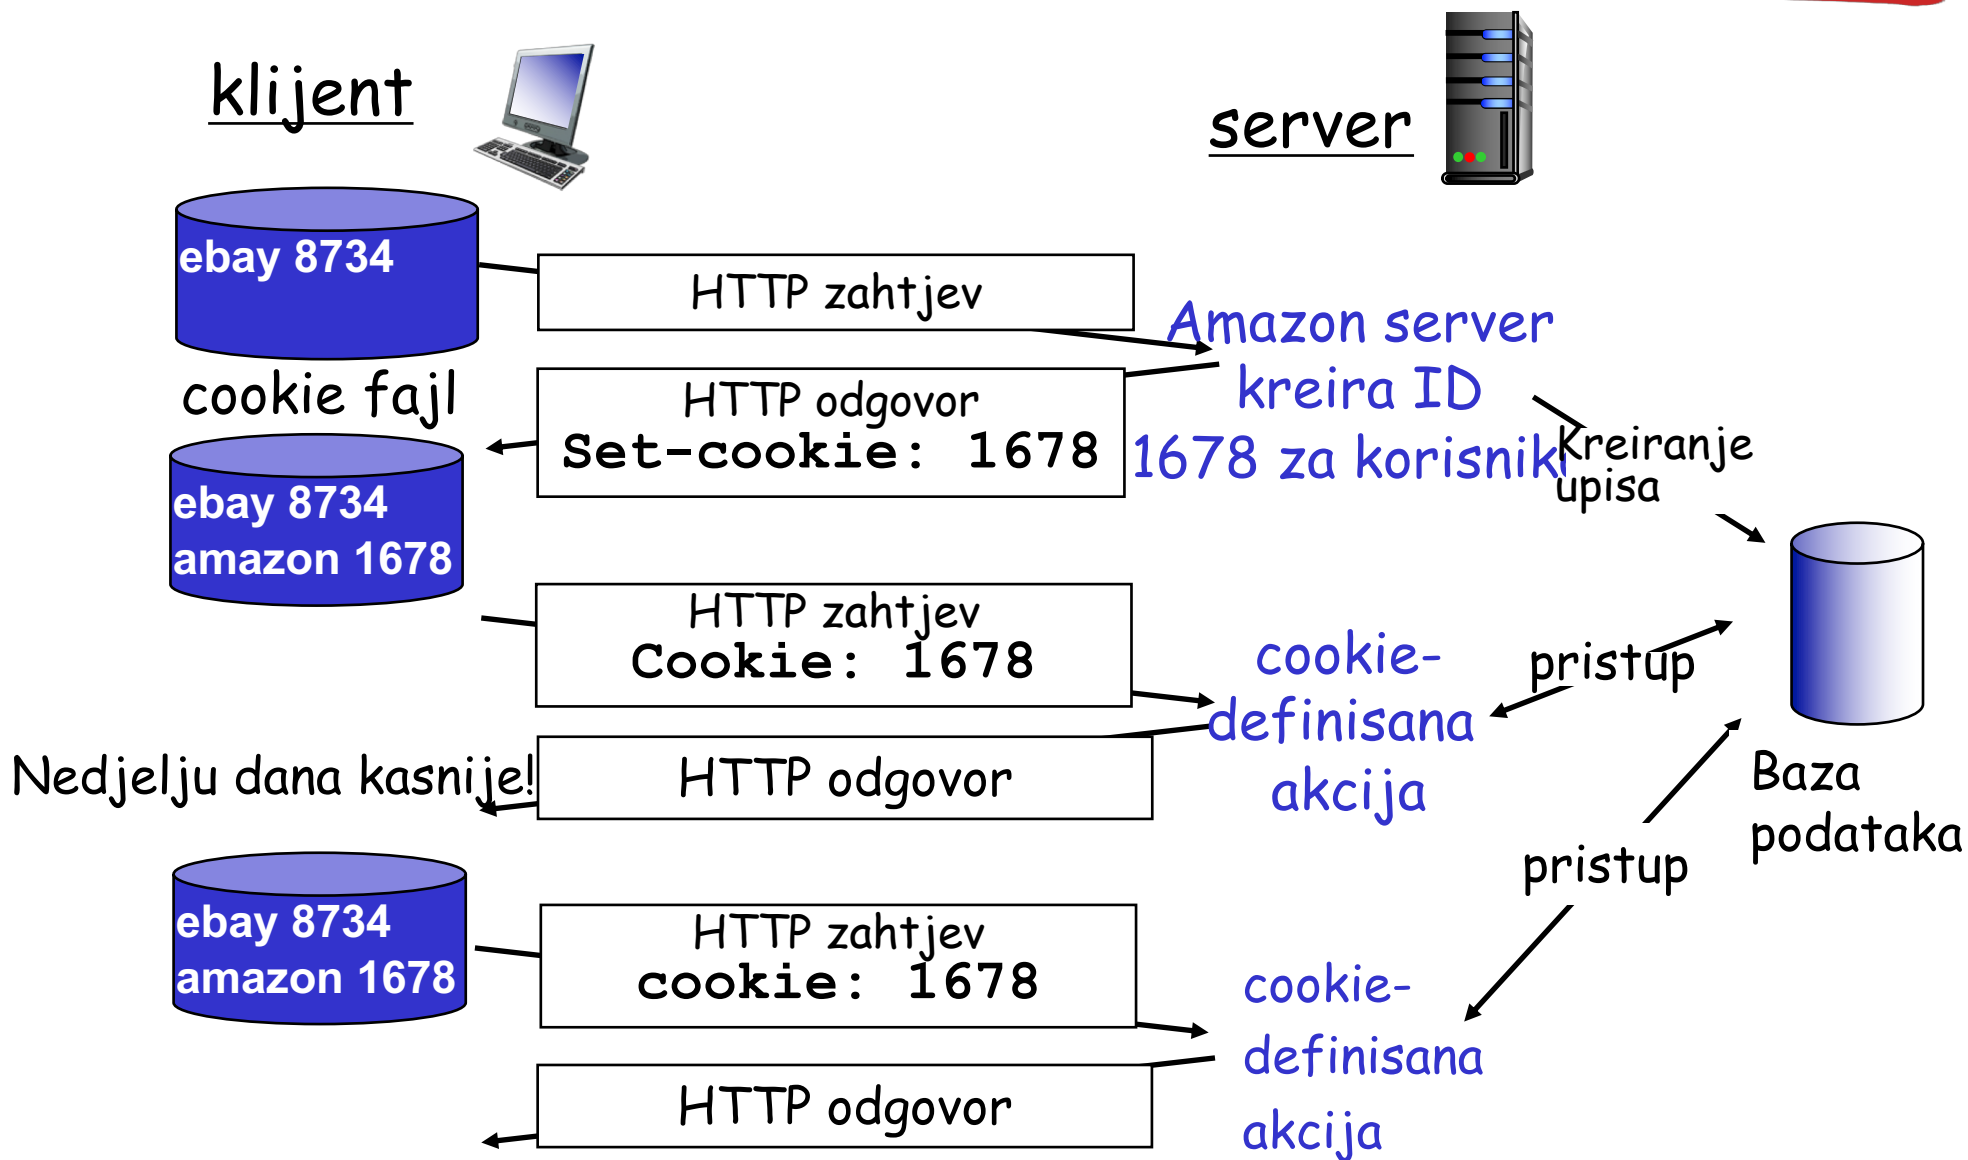 klijent
server
ebay 8734
HTTP zahtjev
Amazon server
kreira ID
1678 za korisnik
cookie fajl
HTTP odgovor
Set-cookie: 1678
Kreiranje
upisa
ebay 8734
amazon 1678
HTTP zahtjev
Cookie: 1678
cookie-
definisana
akcija
pristup
Nedjelju dana kasnije!
HTTP odgovor
Baza
podataka
pristup
ebay 8734
amazon 1678
HTTP zahtjev
cookie: 1678
cookie-
definisana
akcija
HTTP odgovor